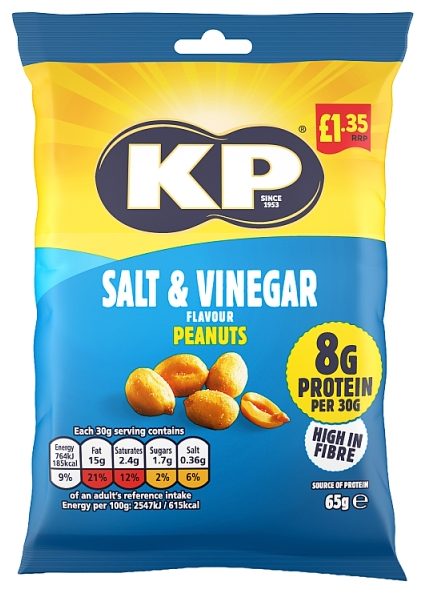 £1.35
RRP
KP
®
SINCE
1953
SALT & VINEGAR
FLAVOUR
PEANUTS
8G
PROTEIN
PER 30G
HIGH IN
FIBRE
SOURCE OF PROTEIN
65g e
Each 30g serving contains
Energy Fat Saturates Sugars Salt
764kJ 15g 2.4g 1.7g 0.36g
185kcal
9% 21% 12% 2% 6%
of an adult's reference intake
Energy per 100g: 2547kJ / 615kcal